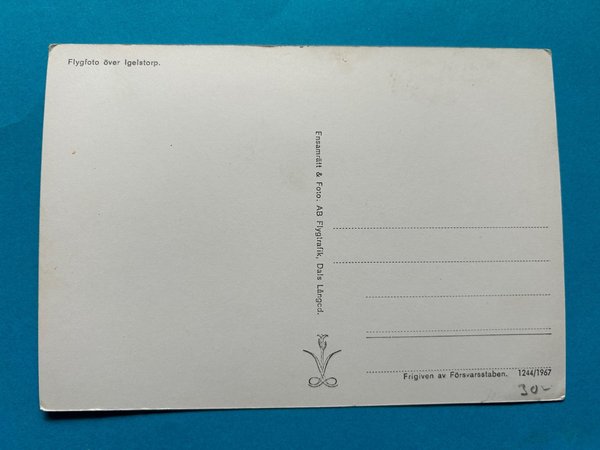 Flygfoto över Igelstorp.
Ensamrätt & Foto. AB Flygtrafik, Dals Långed.
Frigiven av Försvarsstaben. 1244/1967
30-